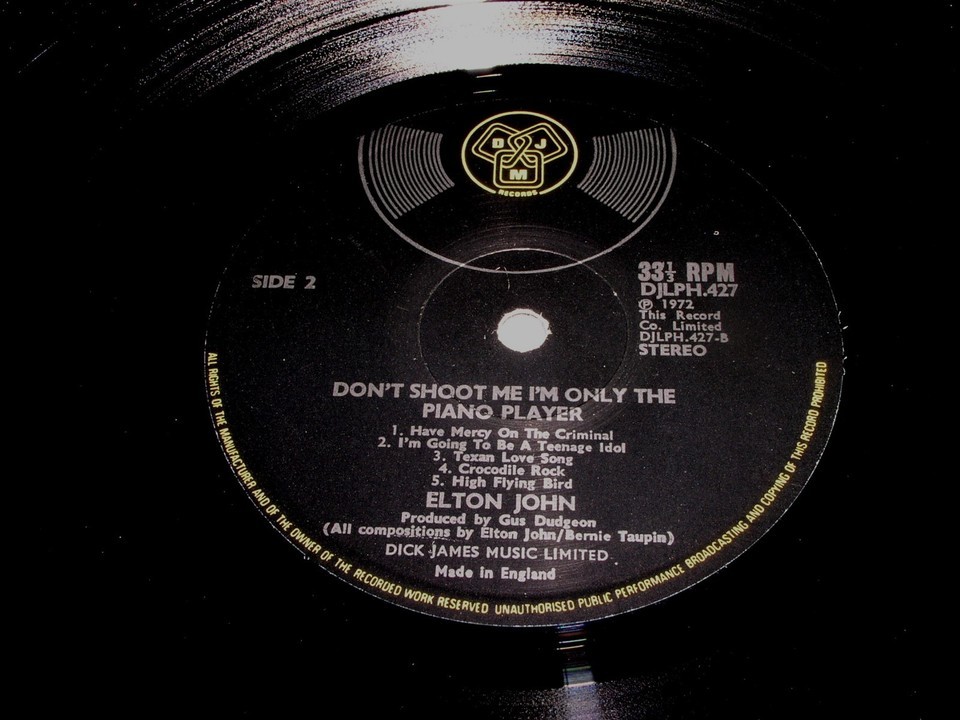 D J
M
RECORDS
SIDE 2
33⅓ RPM
DJLPH.427
Ⓟ 1972
This Record
Co. Limited
DJLPH.427-B
STEREO
DON'T SHOOT ME I'M ONLY THE
PIANO PLAYER
1. Have Mercy On The Criminal
2. I'm Going To Be A Teenage Idol
3. Texan Love Song
4. Crocodile Rock
5. High Flying Bird
ELTON JOHN
Produced by Gus Dudgeon
(All compositions by Elton John/Bernie Taupin)
DICK JAMES MUSIC LIMITED
Made in England
ALL RIGHTS OF THE MANUFACTURER AND OF THE OWNER OF THE RECORDED WORK RESERVED UNAUTHORISED PUBLIC PERFORMANCE BROADCASTING AND COPYING OF THIS RECORD PROHIBITED